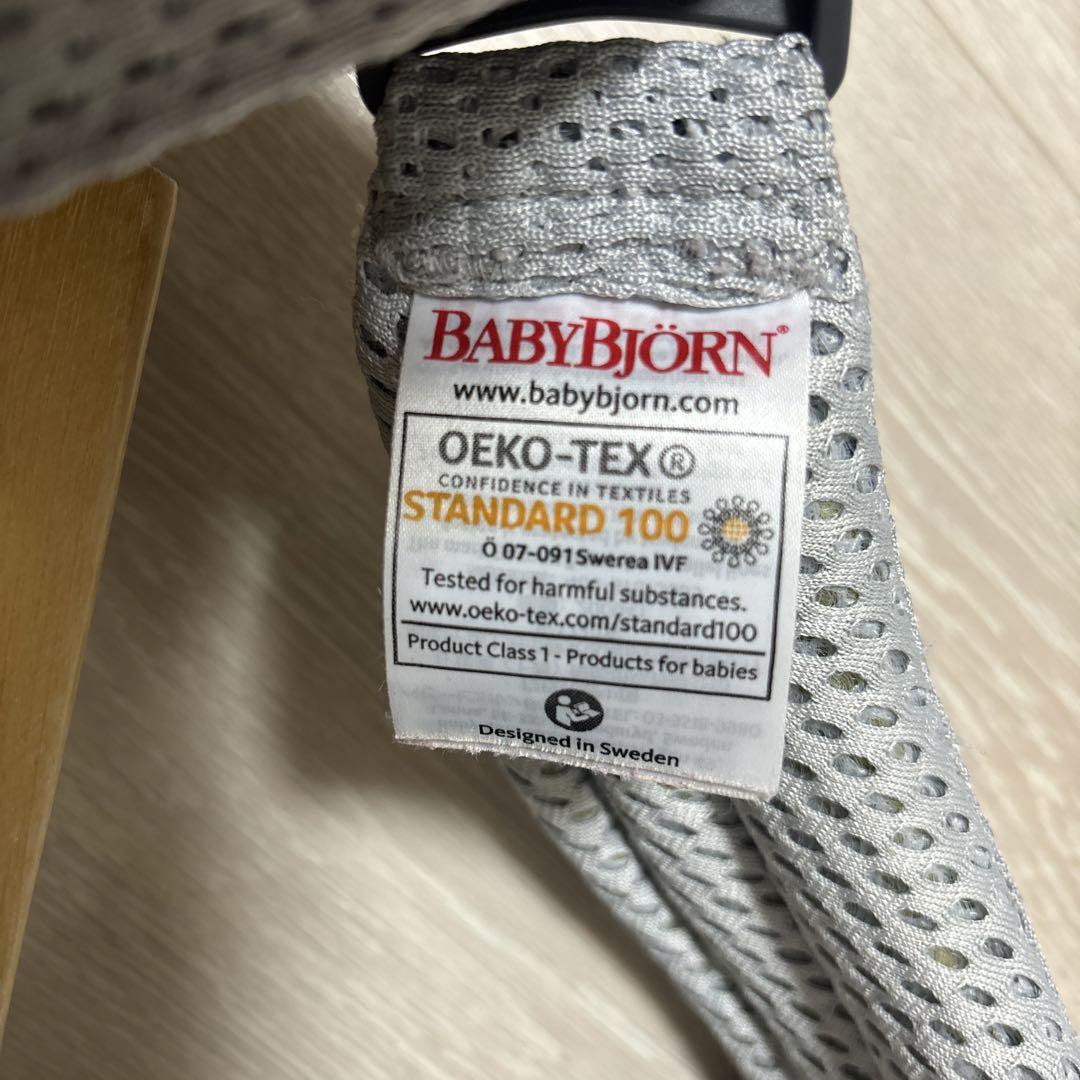 BABYBJÖRN®
www.babybjorn.com
OEKO-TEX®
CONFIDENCE IN TEXTILES
STANDARD 100
Ö 07-091 Swerea IVF
Tested for harmful substances.
www.oeko-tex.com/standard100
Product Class 1 - Products for babies
Designed in Sweden